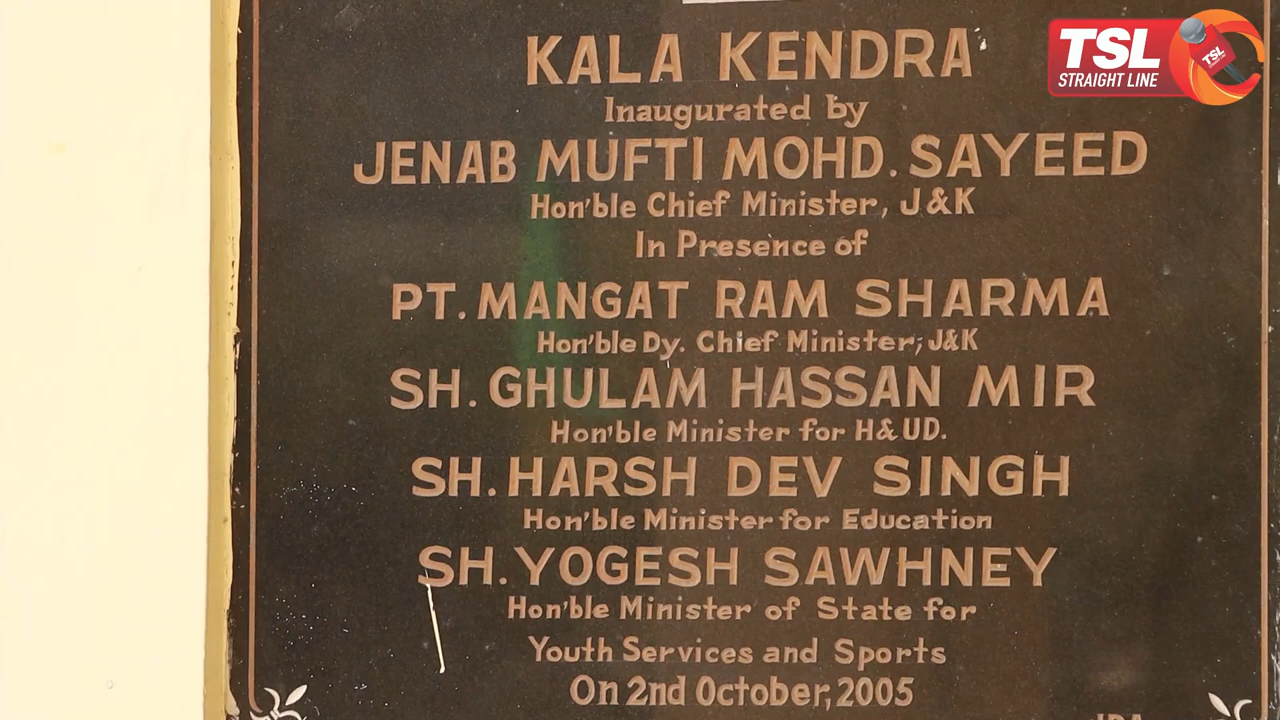 KALA KENDRA
Inaugurated by
JENAB MUFTI MOHD. SAYEED
Hon'ble Chief Minister, J&K
In Presence of
PT. MANGAT RAM SHARMA
Hon'ble Dy. Chief Minister, J&K
SH. GHULAM HASSAN MIR
Hon'ble Minister for H&UD.
SH. HARSH DEV SINGH
Hon'ble Minister for Education
SH. YOGESH SAWHNEY
Hon'ble Minister of State for
Youth Services and Sports
On 2nd October, 2005
TSL
STRAIGHT LINE
TSL